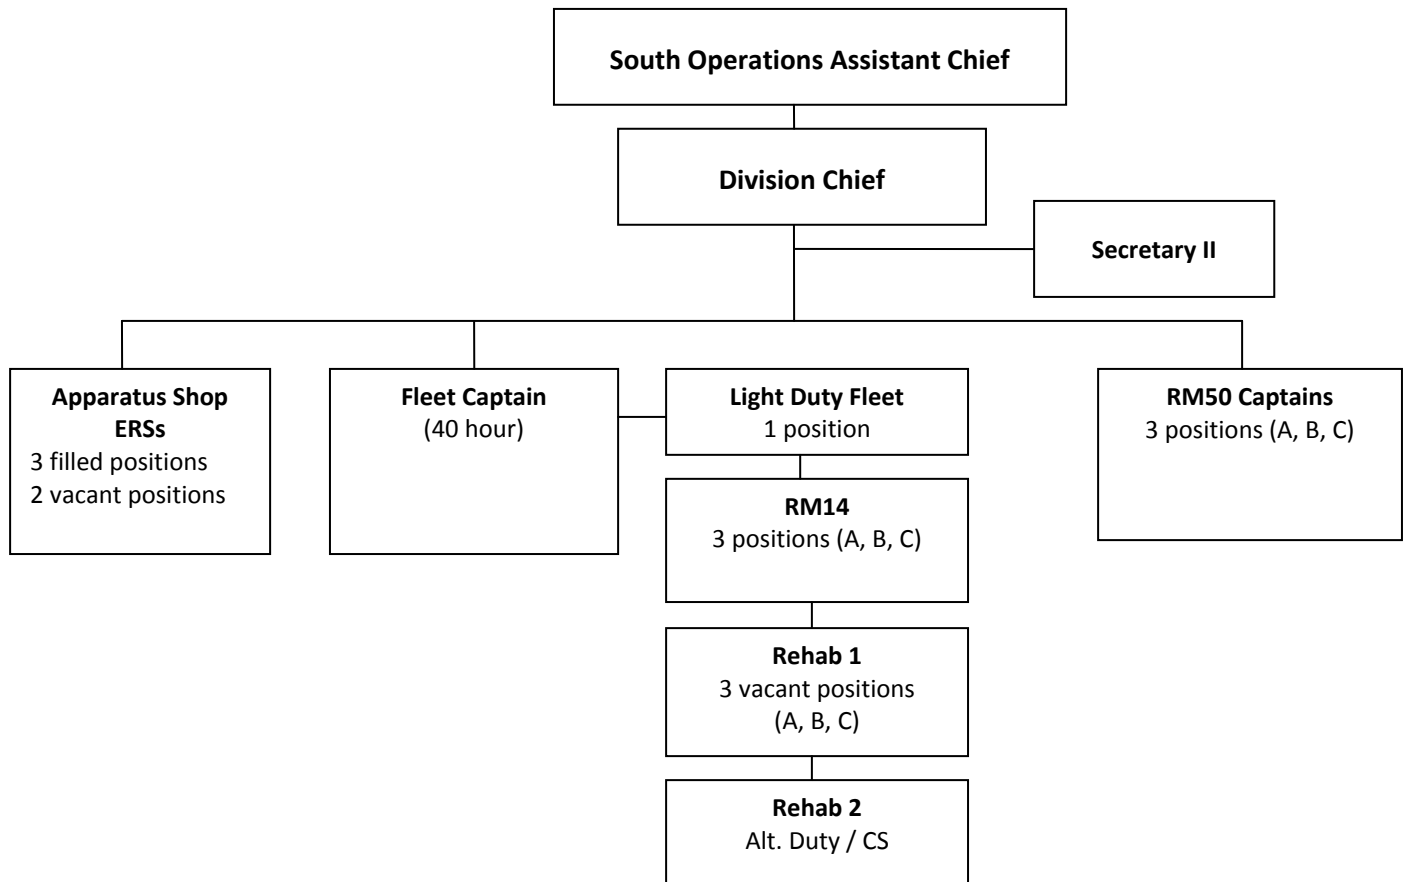 South Operations Assistant Chief
Division Chief
Secretary II
Apparatus Shop
ERSs
3 filled positions
2 vacant positions
Fleet Captain
(40 hour)
Light Duty Fleet
1 position
RM50 Captains
3 positions (A, B, C)
RM14
3 positions (A, B, C)
Rehab 1
3 vacant positions
(A, B, C)
Rehab 2
Alt. Duty / CS